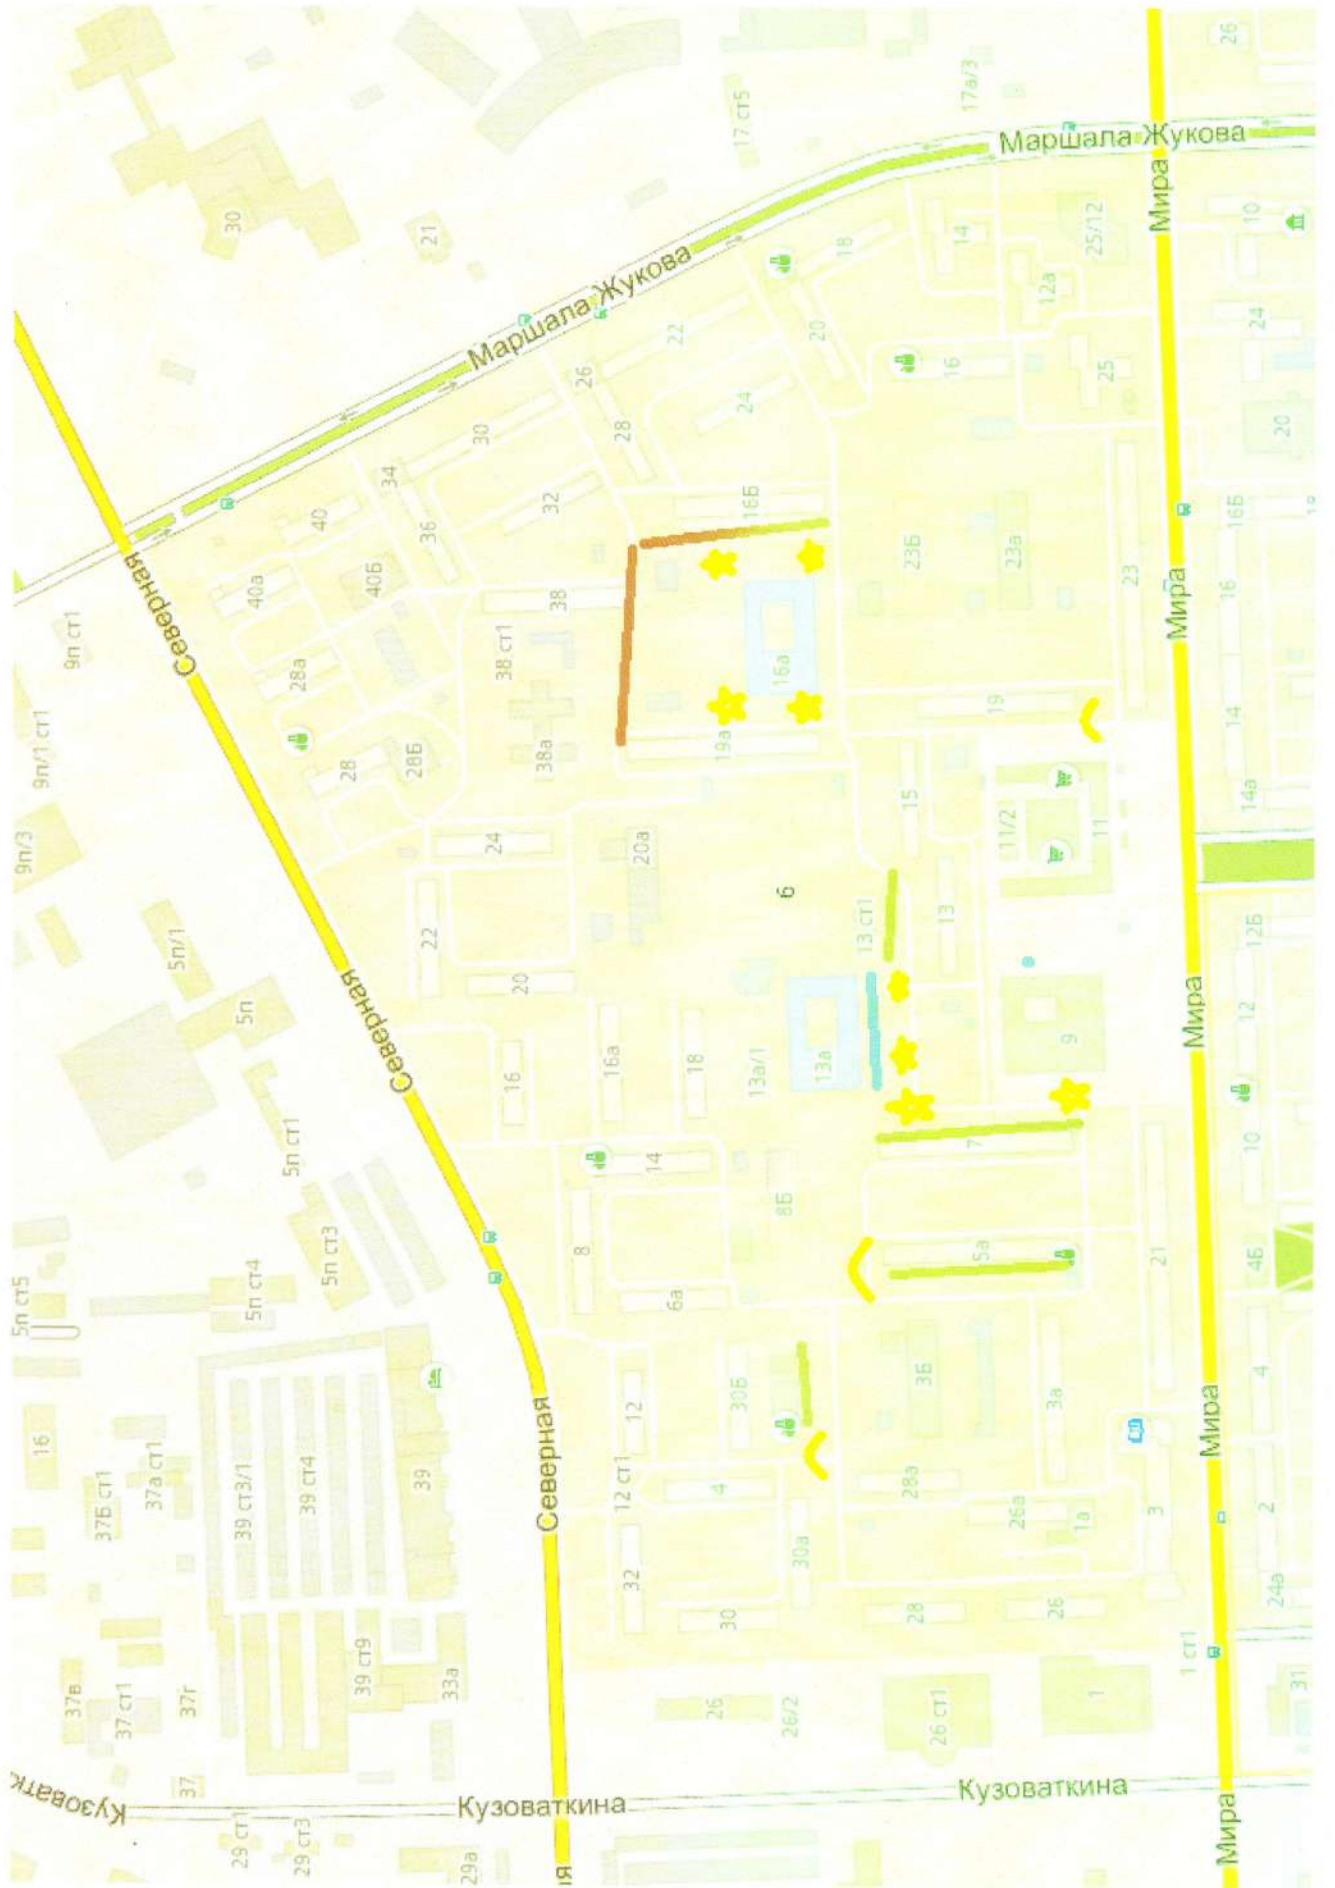 26
17а/3
17 ст5
Маршала Жукова
Мира
30
21
25/12
10
18
14
12а
Маршала Жукова
22
20
24
26
16
25
24
28
20
30
34
32
16Б
40
36
23Б
23а
16Б
18
Северная
40а
40Б
38
23
16
Мира
9п ст1
28а
38 ст1
16а
19
14
9п/1 ст1
28
28Б
38а
19а
15
11/2
11
14а
9п/3
24
20а
6
13 ст1
13
12Б
5п/1
22
20
5п
Северная
16
16а
18
13а/1
13а
9
12
Мира
5п ст1
14
8Б
7
10
5п ст3
8
5а
21
4Б
5п ст5
5п ст4
6а
3Б
3а
4
Мира
16
37Б ст1
37а ст1
39 ст3/1
39 ст4
39
Северная
12
12 ст1
30Б
4
28а
26а
1а
3
2
32
30
30а
28
26
24а
37в
37 ст1
37г
39 ст9
33а
26
26/2
26 ст1
1
1 ст1
31
37
Кузоватк
Кузоваткина
Кузоваткина
Мира
29 ст1
29 ст3
29а
ая